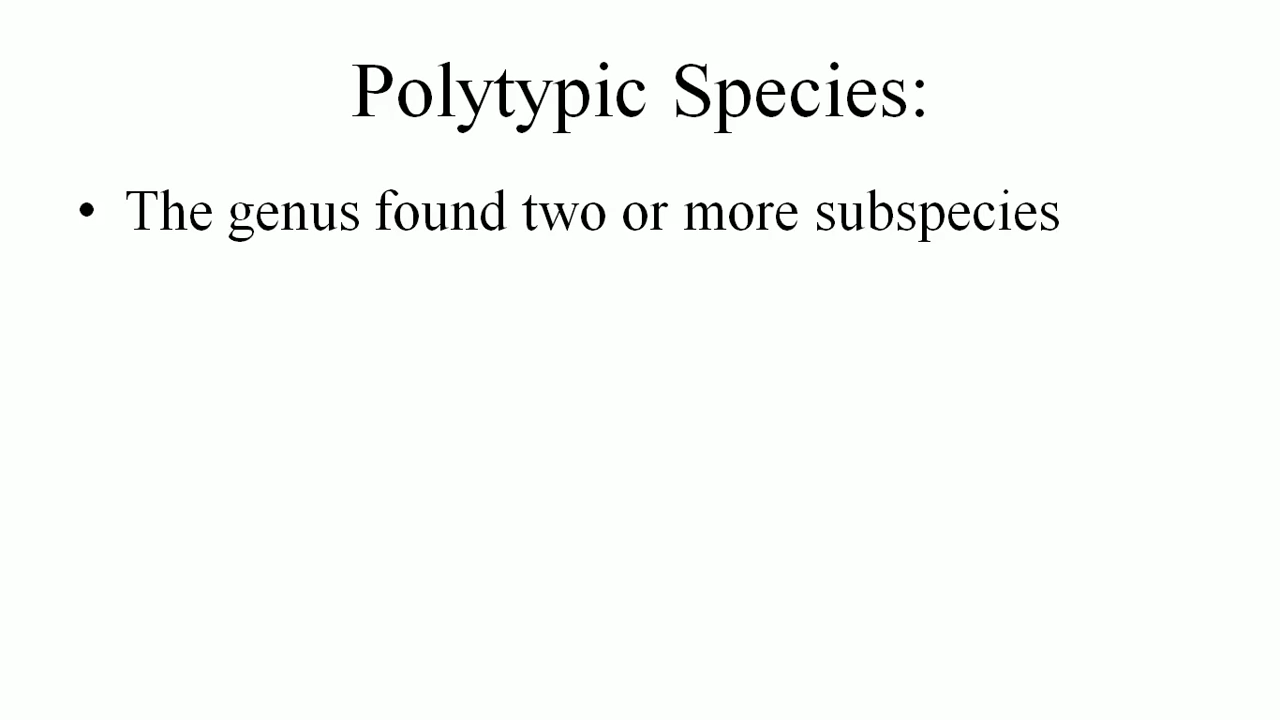 Polytypic Species:
• The genus found two or more subspecies